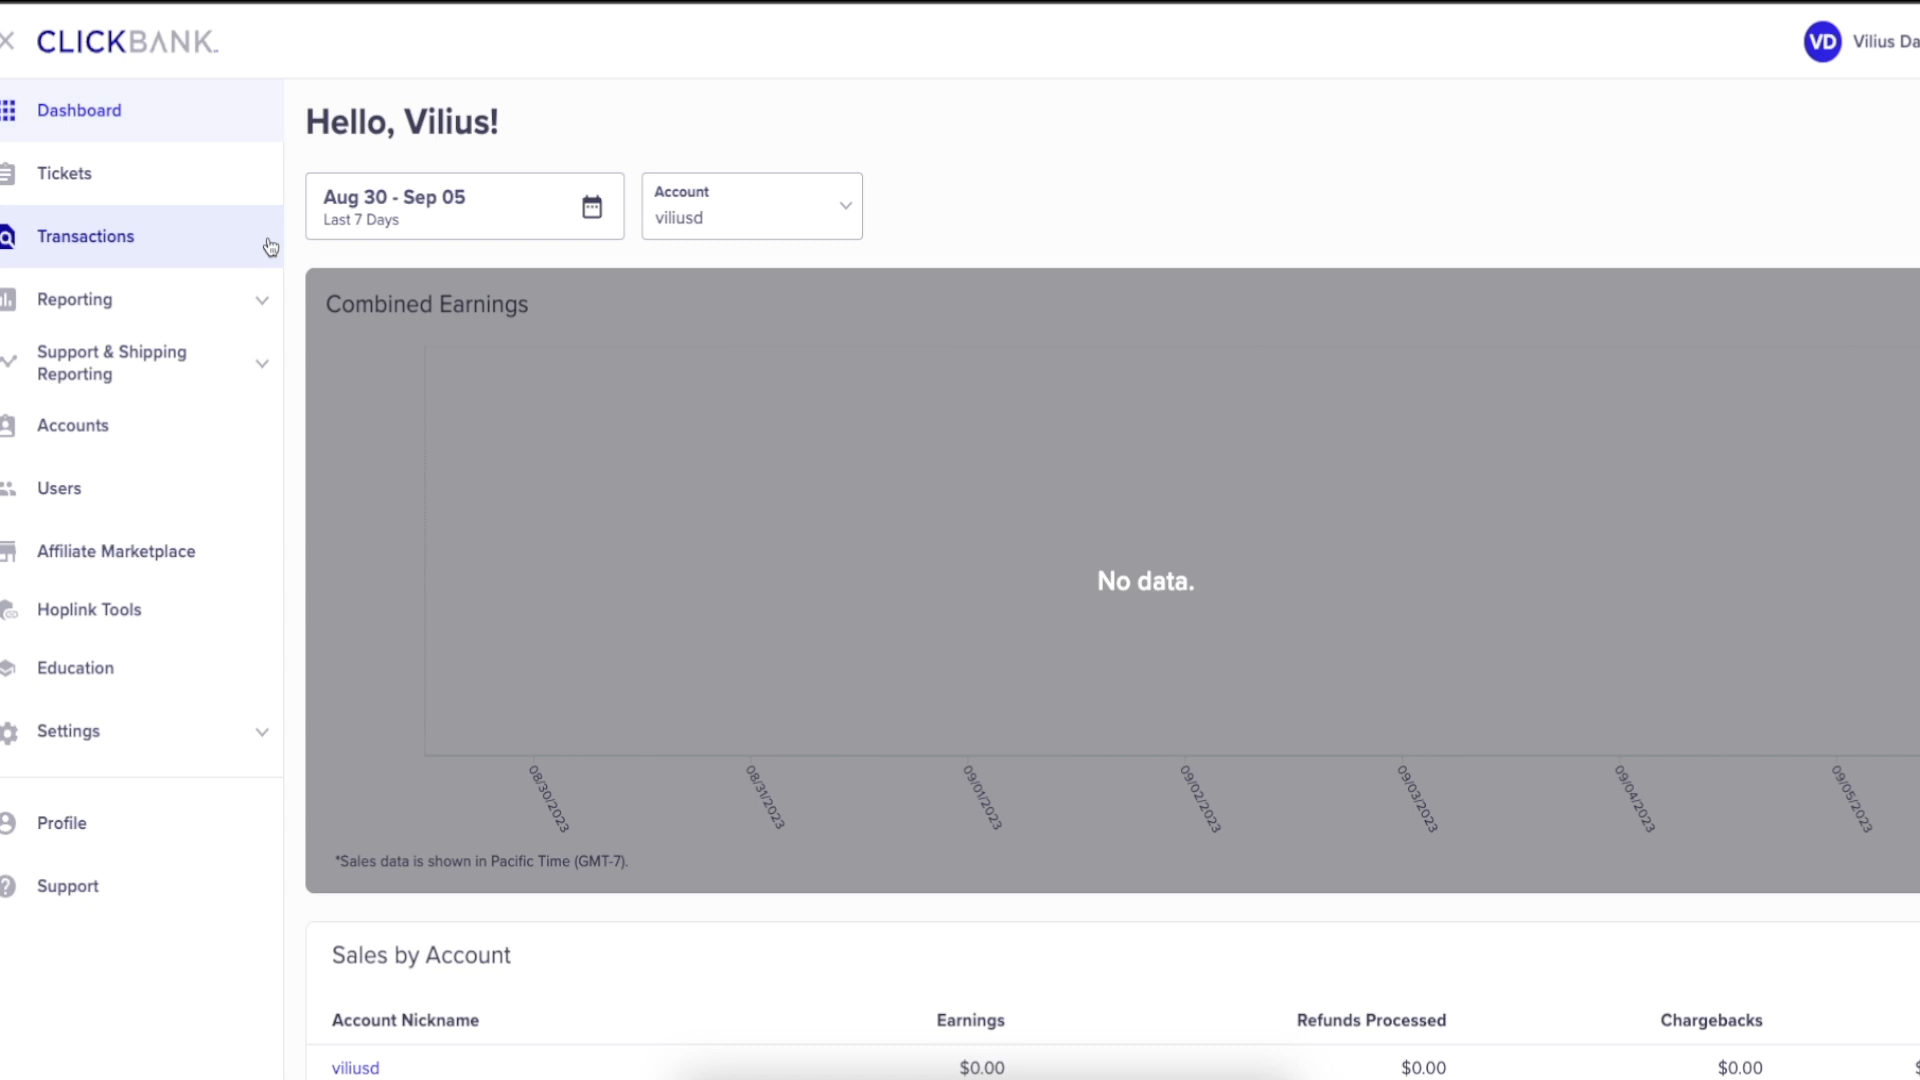 CLICKBANK.
VD
Vilius Da
Dashboard
Tickets
Transactions
Reporting
Support & Shipping
Reporting
Accounts
Users
Affiliate Marketplace
Hoplink Tools
Education
Settings
Profile
Support
Hello, Vilius!
Aug 30 - Sep 05
Last 7 Days
Account
viliusd
Combined Earnings
No data.
08/30/2023
08/31/2023
09/01/2023
09/02/2023
09/03/2023
09/04/2023
09/05/2023
*Sales data is shown in Pacific Time (GMT-7).
Sales by Account
Account Nickname Earnings Refunds Processed Chargebacks
viliusd $0.00 $0.00 $0.00